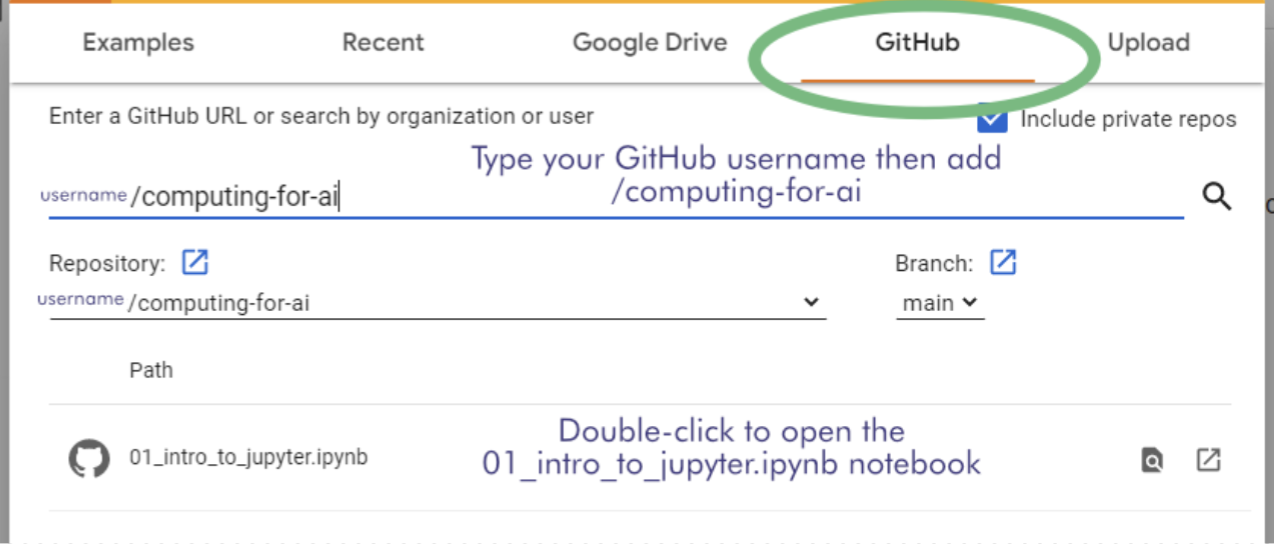 Examples Recent Google Drive GitHub Upload
Enter a GitHub URL or search by organization or user Include private repos
Type your GitHub username then add
/computing-for-ai
username /computing-for-ai
Repository: Branch:
username /computing-for-ai main
Path
Double-click to open the
01_intro_to_jupyter.ipynb
01_intro_to_jupyter.ipynb notebook